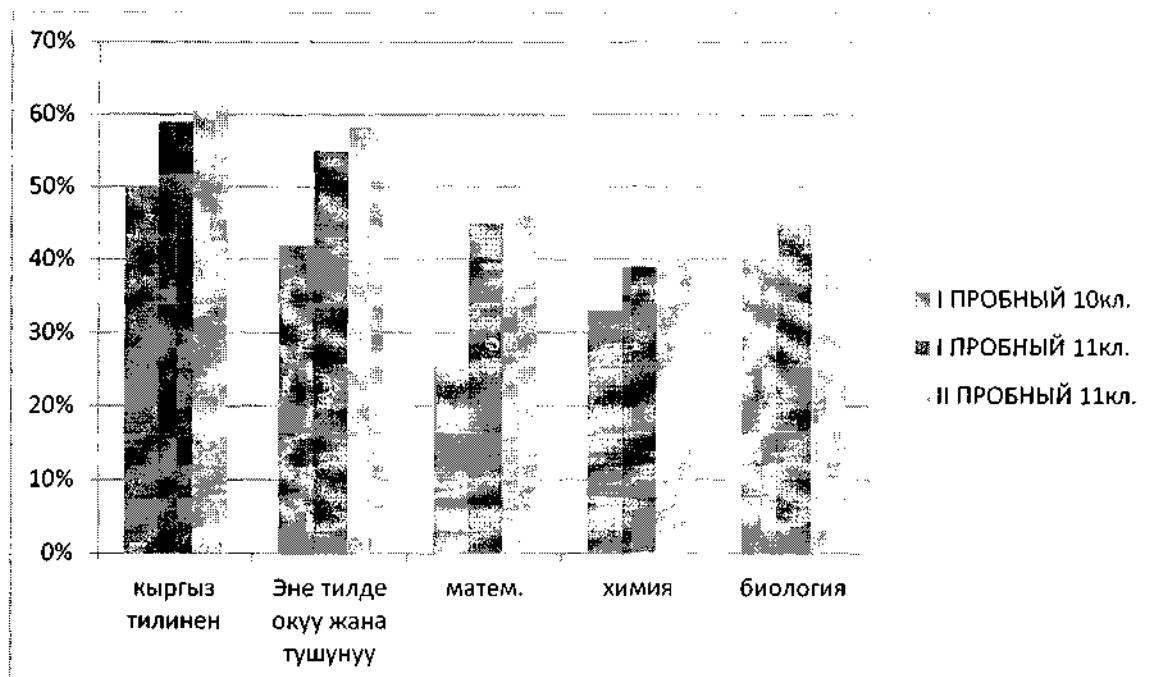 70%
60%
50%
40%
30%
20%
10%
0%
кыргыз
тилинен
Эне тилде
окуу жана
тушунуу
матем.
химия
биология
I ПРОБНЫЙ 10кл.
I ПРОБНЫЙ 11кл.
II ПРОБНЫЙ 11кл.